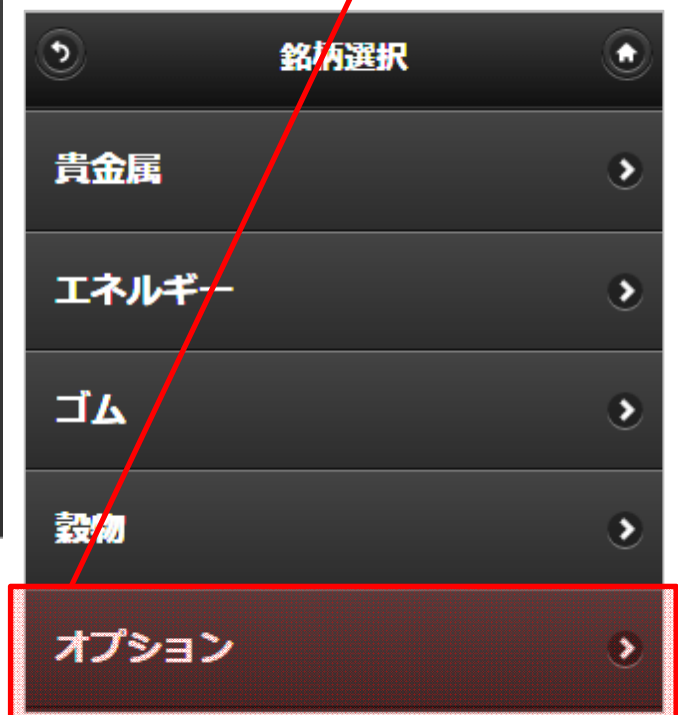 銘柄選択
貴金属
エネルギー
ゴム
穀物
オプション